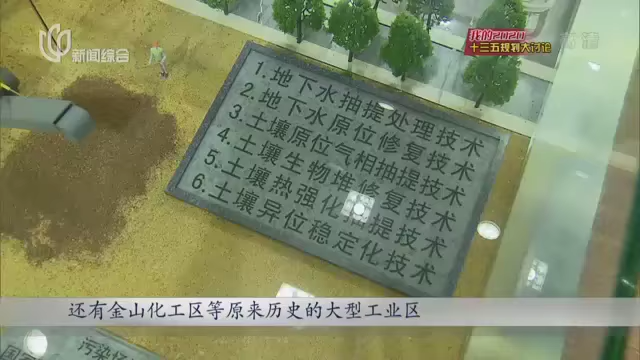 新闻综合
我的2020
十三五规划大讨论
高清
1.地下水抽提处理技术
2.地下水原位修复技术
3.土壤原位气相抽提技术
4.土壤生物堆修复技术
5.土壤热强化抽提技术
6.土壤异位稳定化技术
还有金山化工区等原来历史的大型工业区
污染场